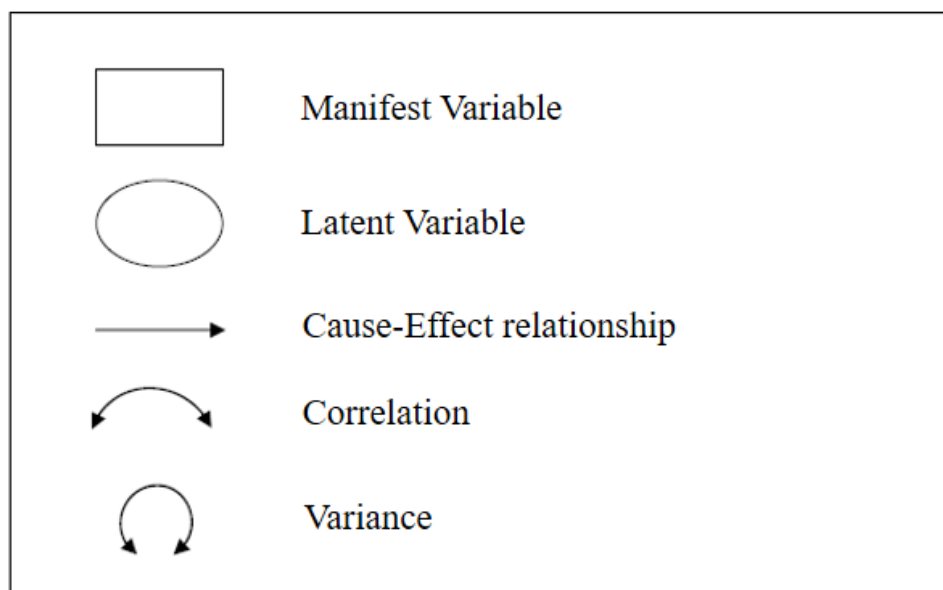 Manifest Variable
Latent Variable
Cause-Effect relationship
Correlation
Variance